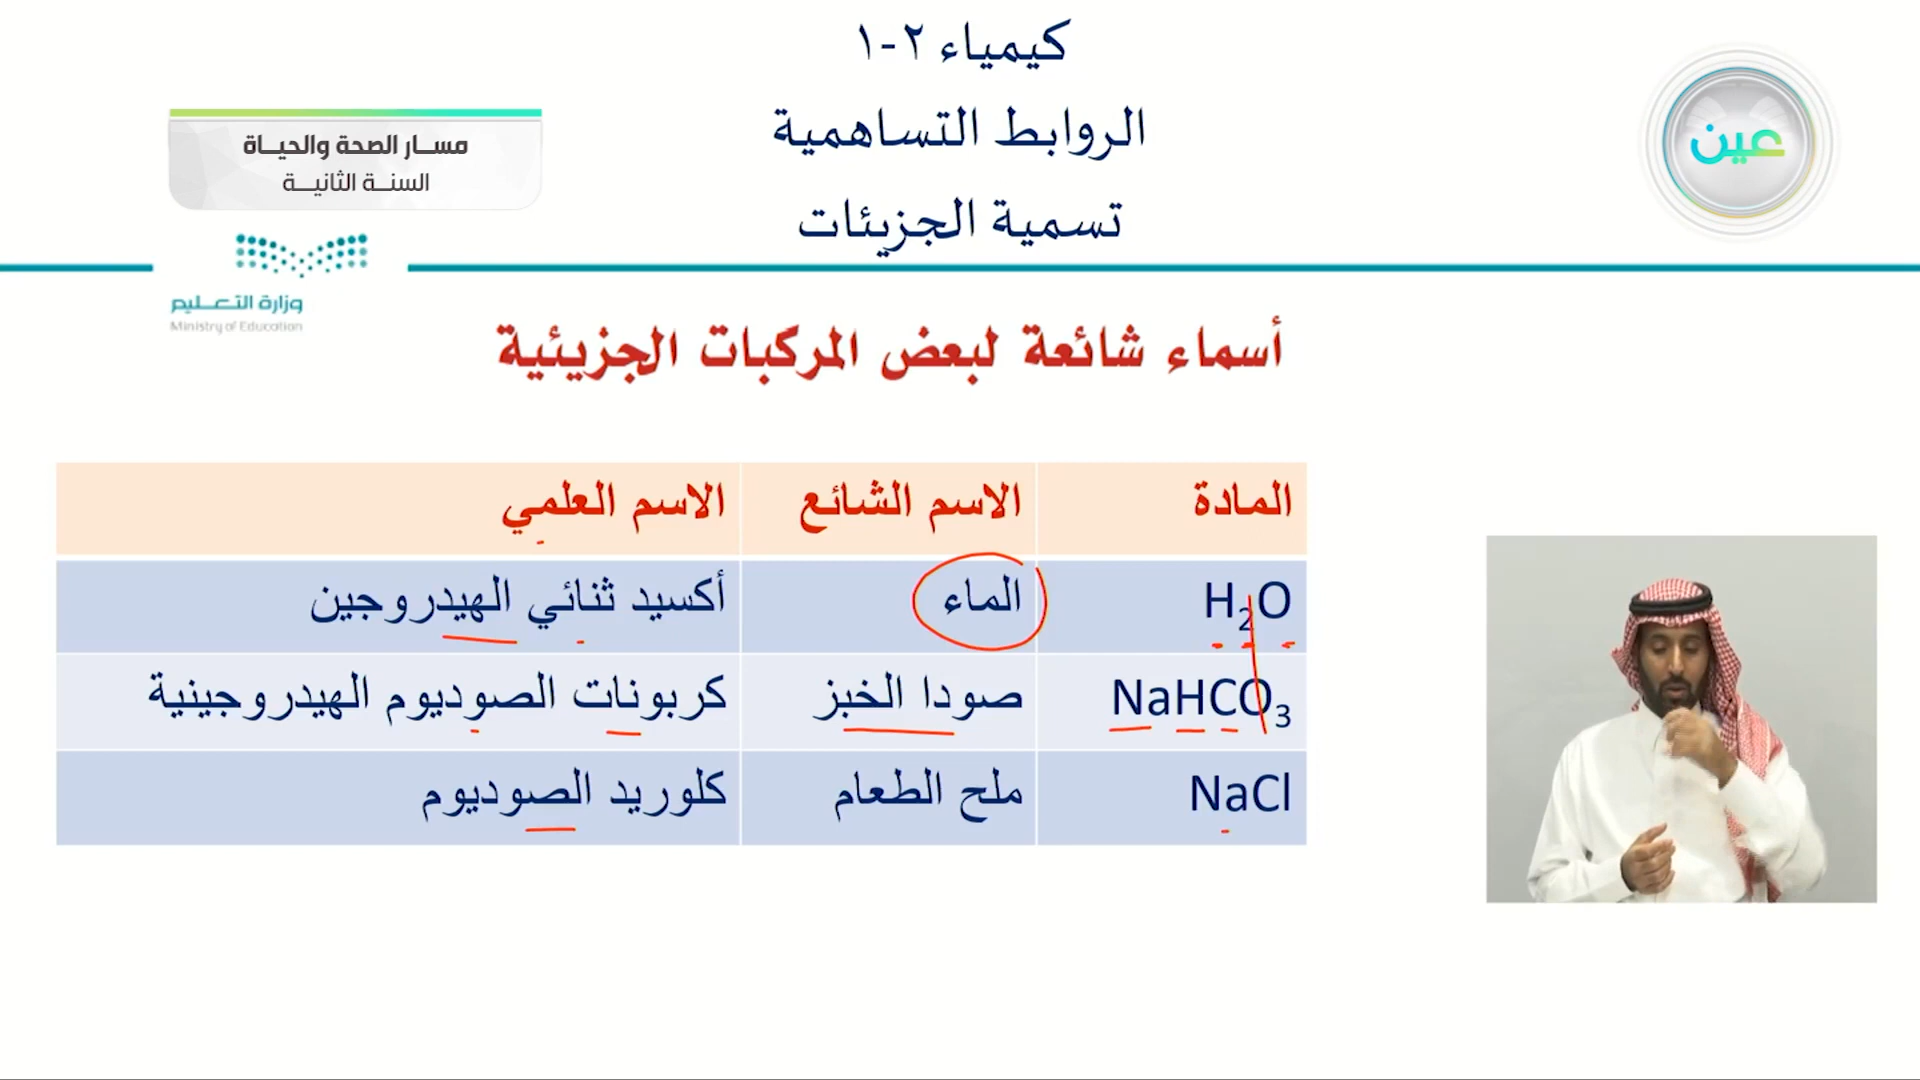 كيمياء ٢-١
الروابط التساهمية
تسمية الجزيئات
عين
مسار الصحة والحياة
السنة الثانية
وزارة التعليم
Ministry of Education
أسماء شائعة لبعض المركبات الجزيئية
المادة الاسم الشائع الاسم العلمي
H₂O الماء أكسيد ثنائي الهيدروجين
NaHCO₃ صودا الخبز كربونات الصوديوم الهيدروجينية
NaCl ملح الطعام كلوريد الصوديوم